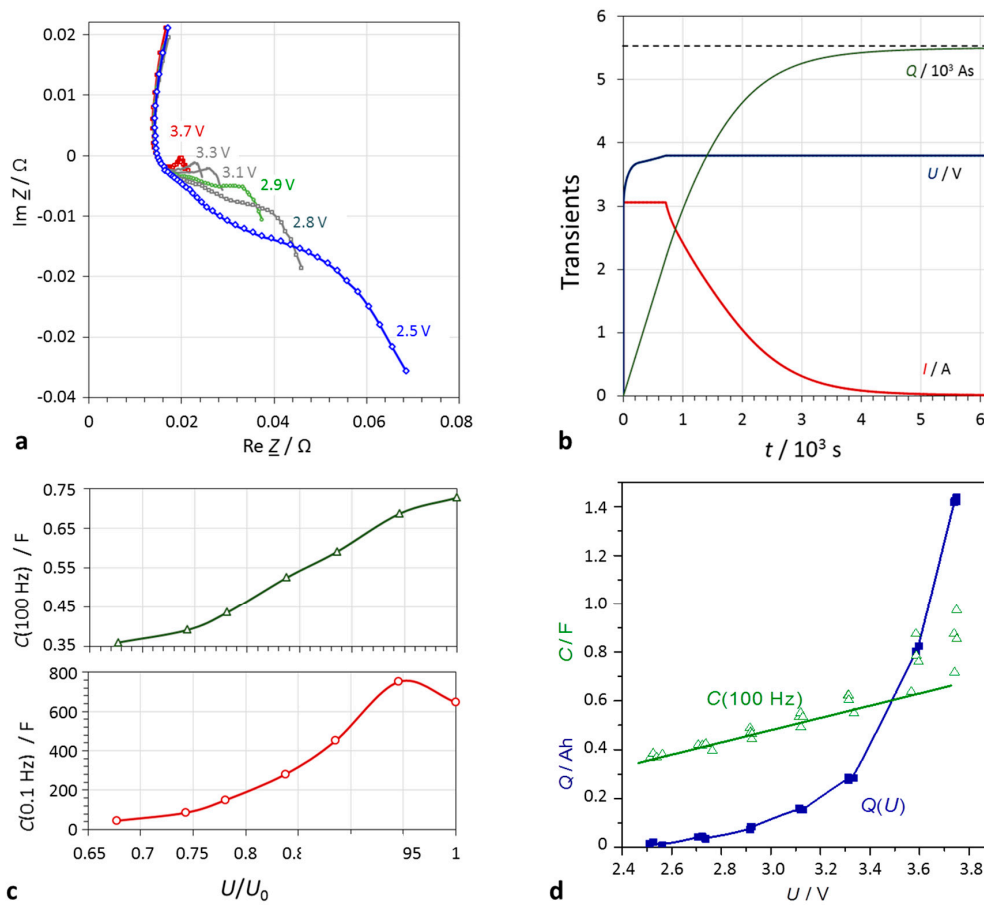 0.02
0.01
0
-0.01
-0.02
-0.03
-0.04
Im Z / Ω
3.7 V
3.3 V
3.1 V
2.9 V
2.8 V
2.5 V
0 0.02 0.04 0.06 0.08
Re Z / Ω
a
6
5
4
3
2
1
0
Transients
Q / 10³ As
U / V
I / A
0 1 2 3 4 5 6
t / 10³ s
b
0.75
0.65
0.55
0.45
0.35
C(100 Hz) / F
800
600
400
200
0
C(0.1 Hz) / F
0.65 0.7 0.75 0.8 0.8 95 1
U/U₀
c
1.4
1.2
1.0
0.8
0.6
0.4
0.2
0
Q / Ah C / F
C(100 Hz)
Q(U)
2.4 2.6 2.8 3.0 3.2 3.4 3.6 3.8
U / V
d